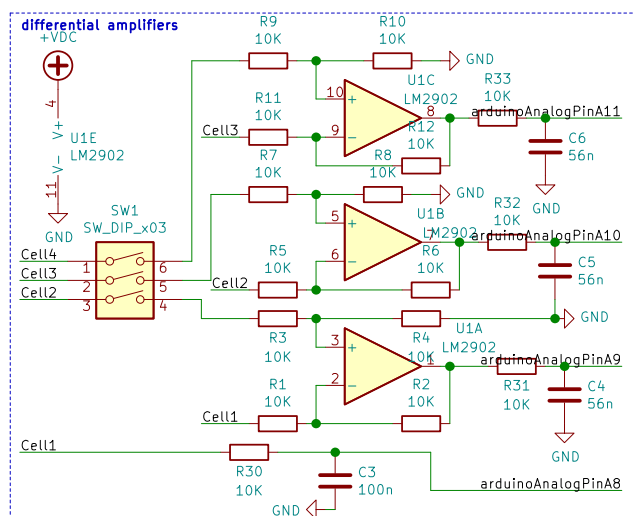 differential amplifiers
+VDC
4
V+
V-
11
U1E
LM2902
GND
R9
10K
R10
10K
GND
R11
10K
Cell3
10
9
8
U1C
LM2902
R12
10K
R33
10K
arduinoAnalogPinA11
C6
56n
GND
R7
10K
R8
10K
GND
SW1
SW_DIP_x03
Cell4
Cell3
Cell2
1
2
3
6
5
4
5
6
7
U1B
LM2902
R5
10K
Cell2
R6
10K
R32
10K
arduinoAnalogPinA10
C5
56n
GND
R3
10K
R4
10K
3
2
1
U1A
LM2902
R1
10K
Cell1
R2
10K
R31
10K
arduinoAnalogPinA9
C4
56n
GND
Cell1
R30
10K
C3
100n
GND
arduinoAnalogPinA8